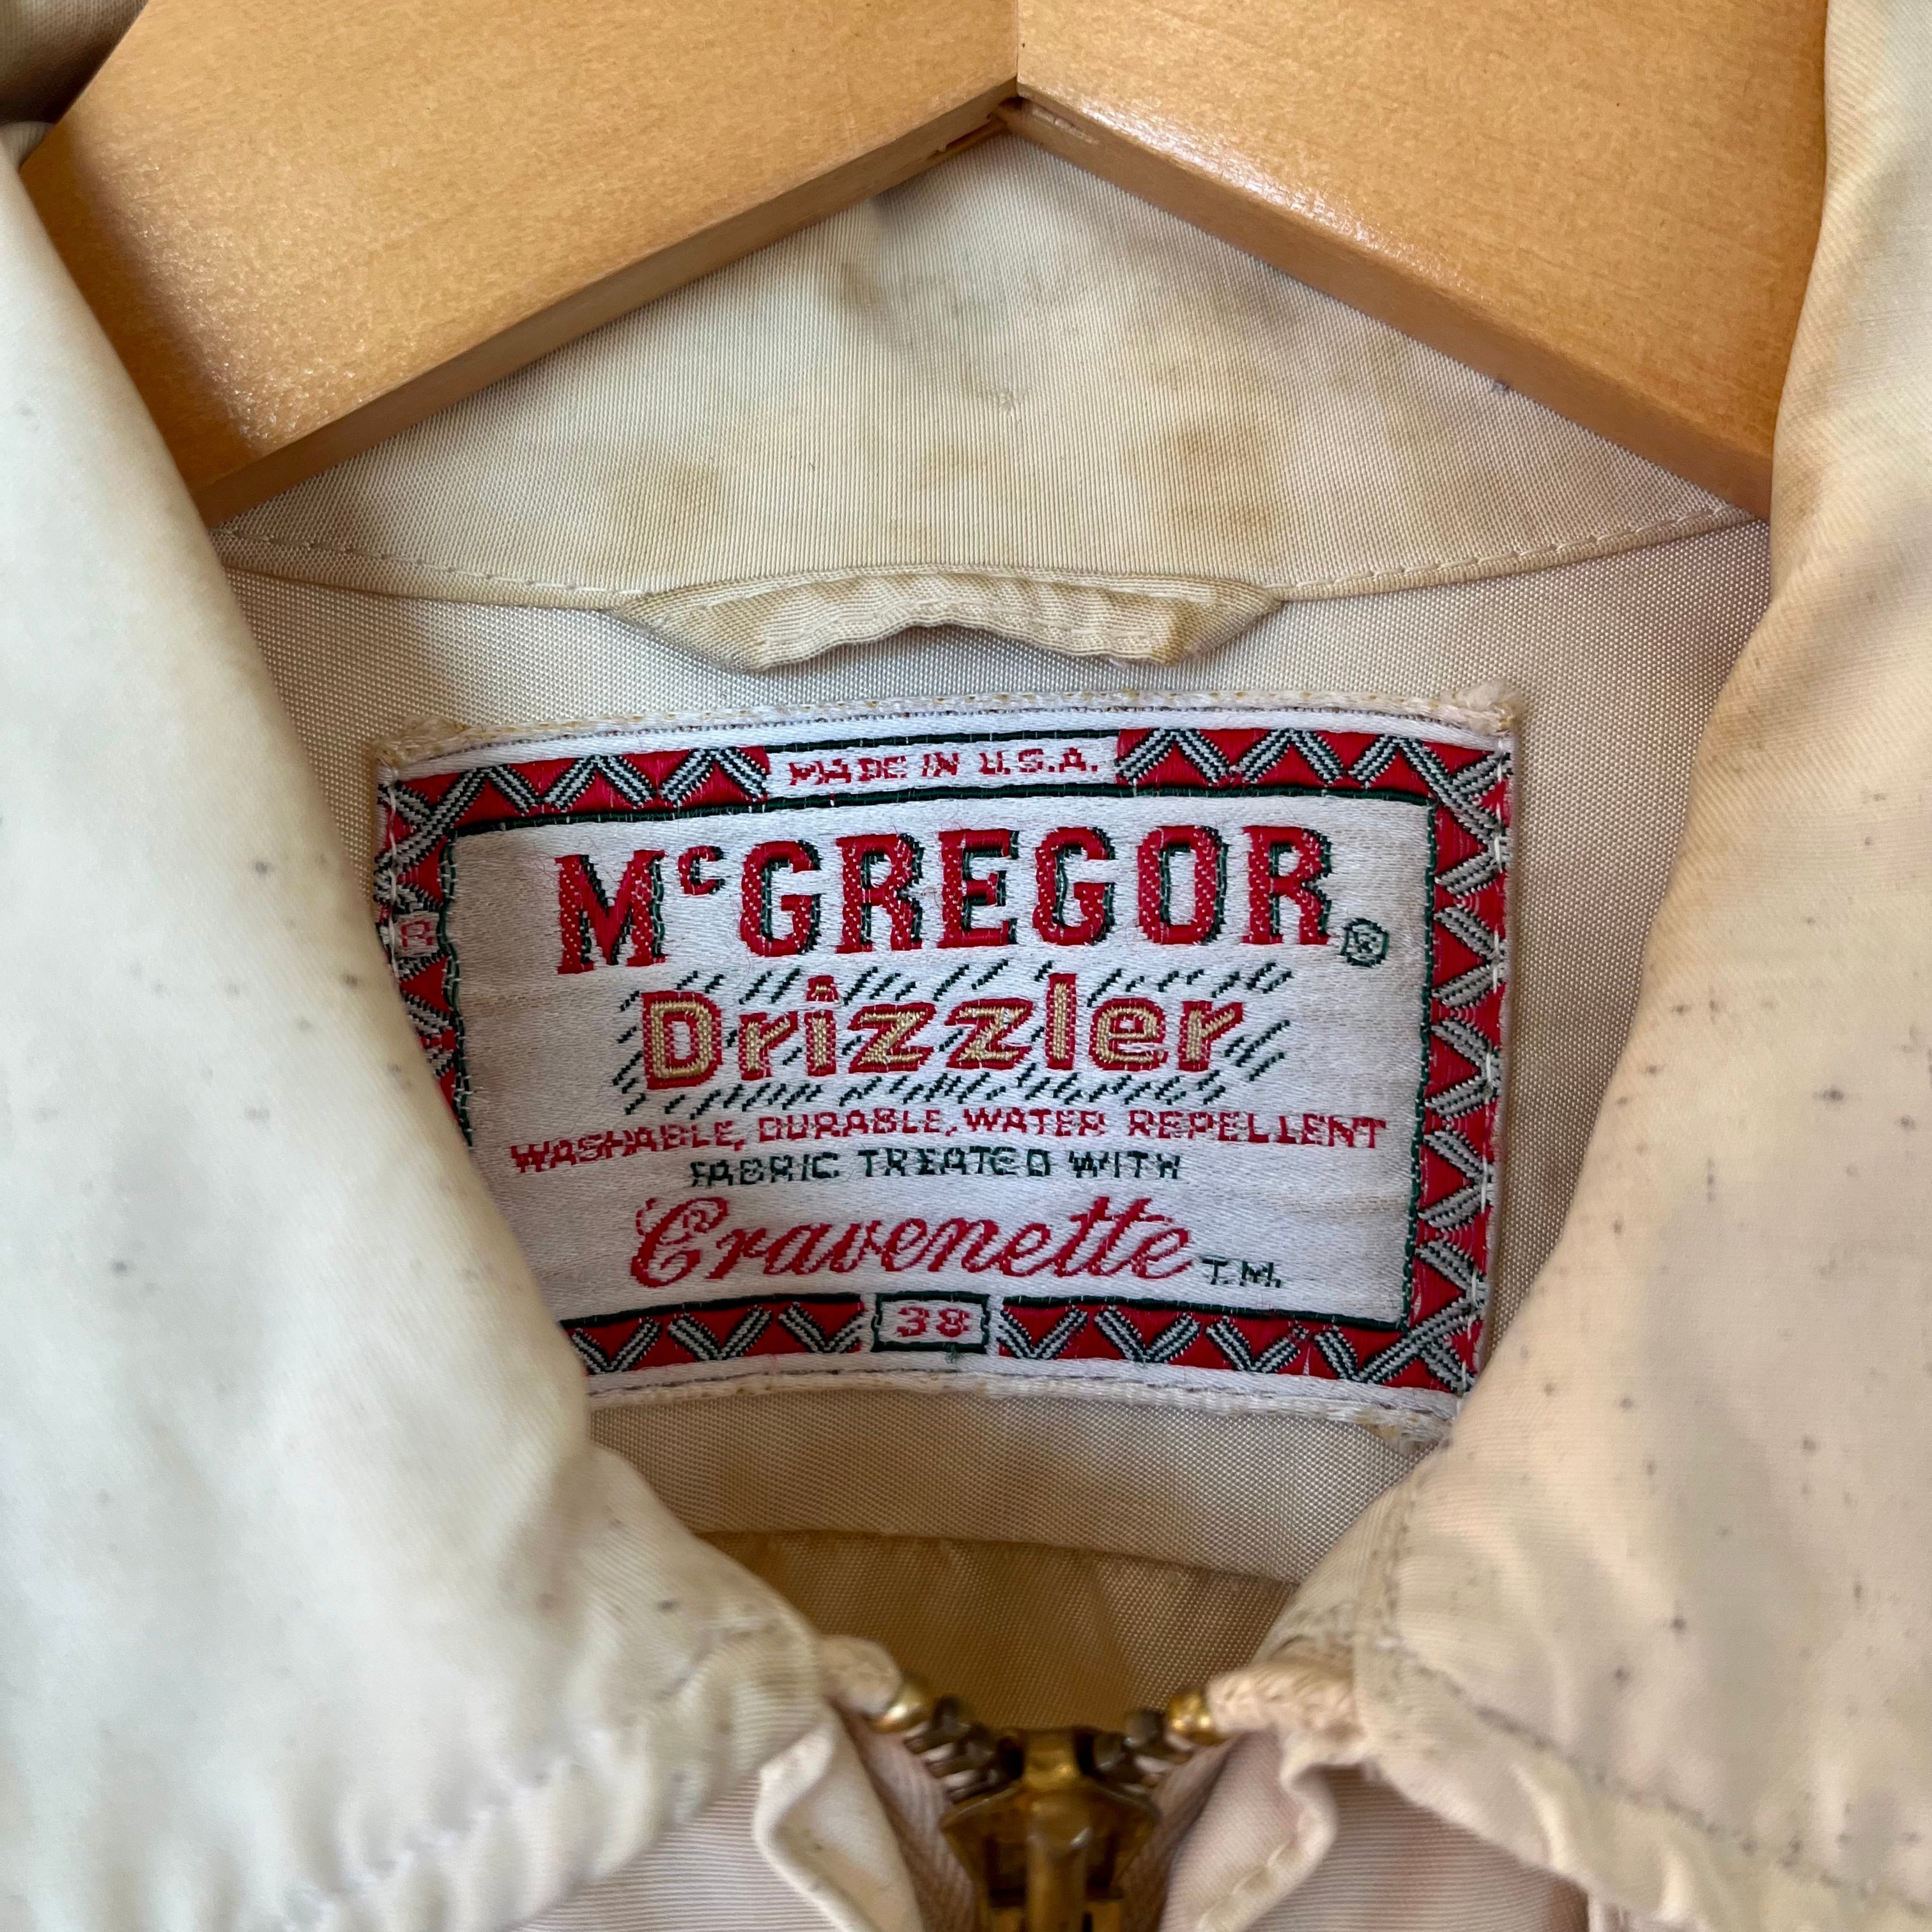 MADE IN U.S.A.
McGREGOR ®
Drizzler
WASHABLE, DURABLE, WATER REPELLENT
FABRIC TREATED WITH
Cravenette T.M.
R
38